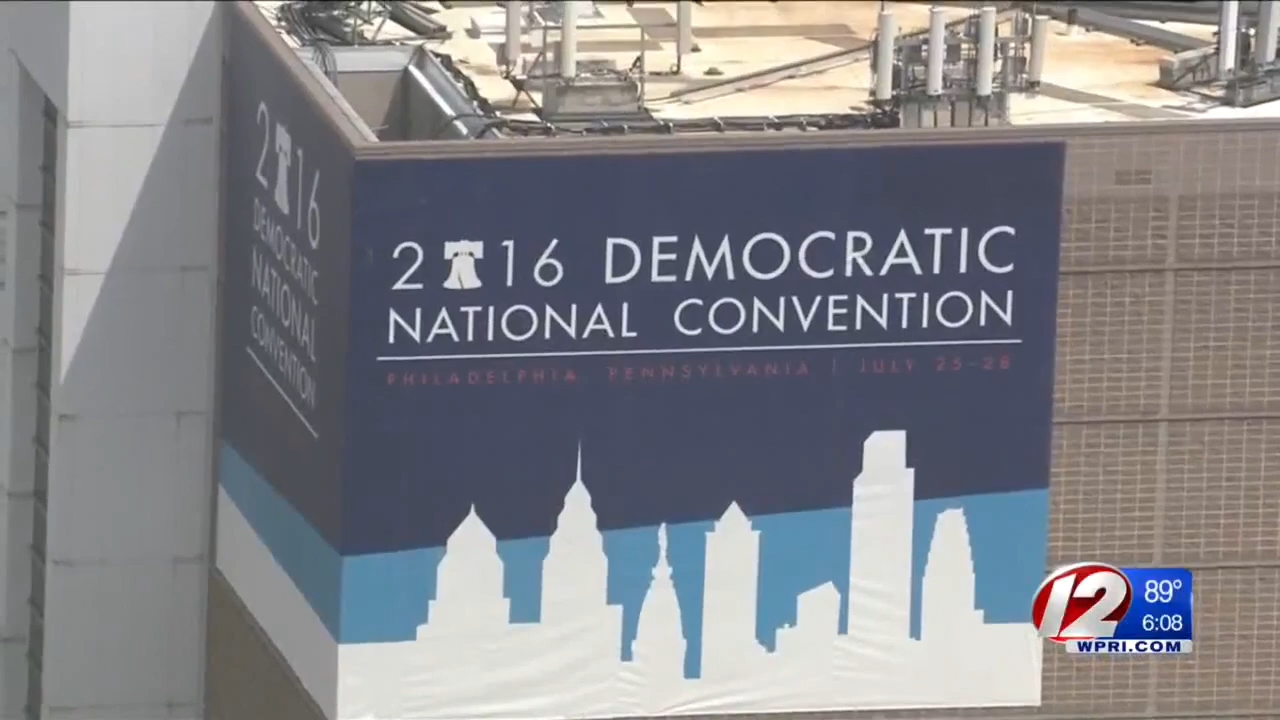 2016
DEMOCRATIC
NATIONAL
CONVENTION
2016 DEMOCRATIC
NATIONAL CONVENTION
PHILADELPHIA PENNSYLVANIA | JULY 25-28
12
89°
6:08
WPRI.COM